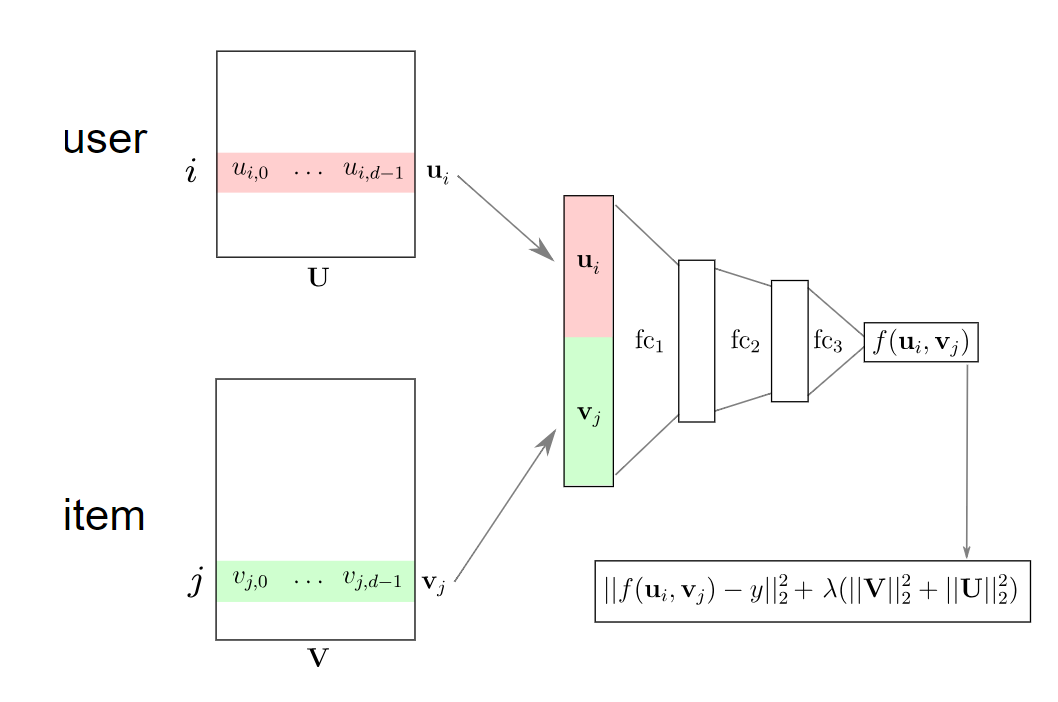 user
i u_{i,0} … u_{i,d−1} u_i
U
u_i
fc_1 fc_2 fc_3 f(u_i, v_j)
v_j
item
j v_{j,0} … v_{j,d−1} v_j
||f(u_i, v_j) − y||_2^2 + λ(||V||_2^2 + ||U||_2^2)
V